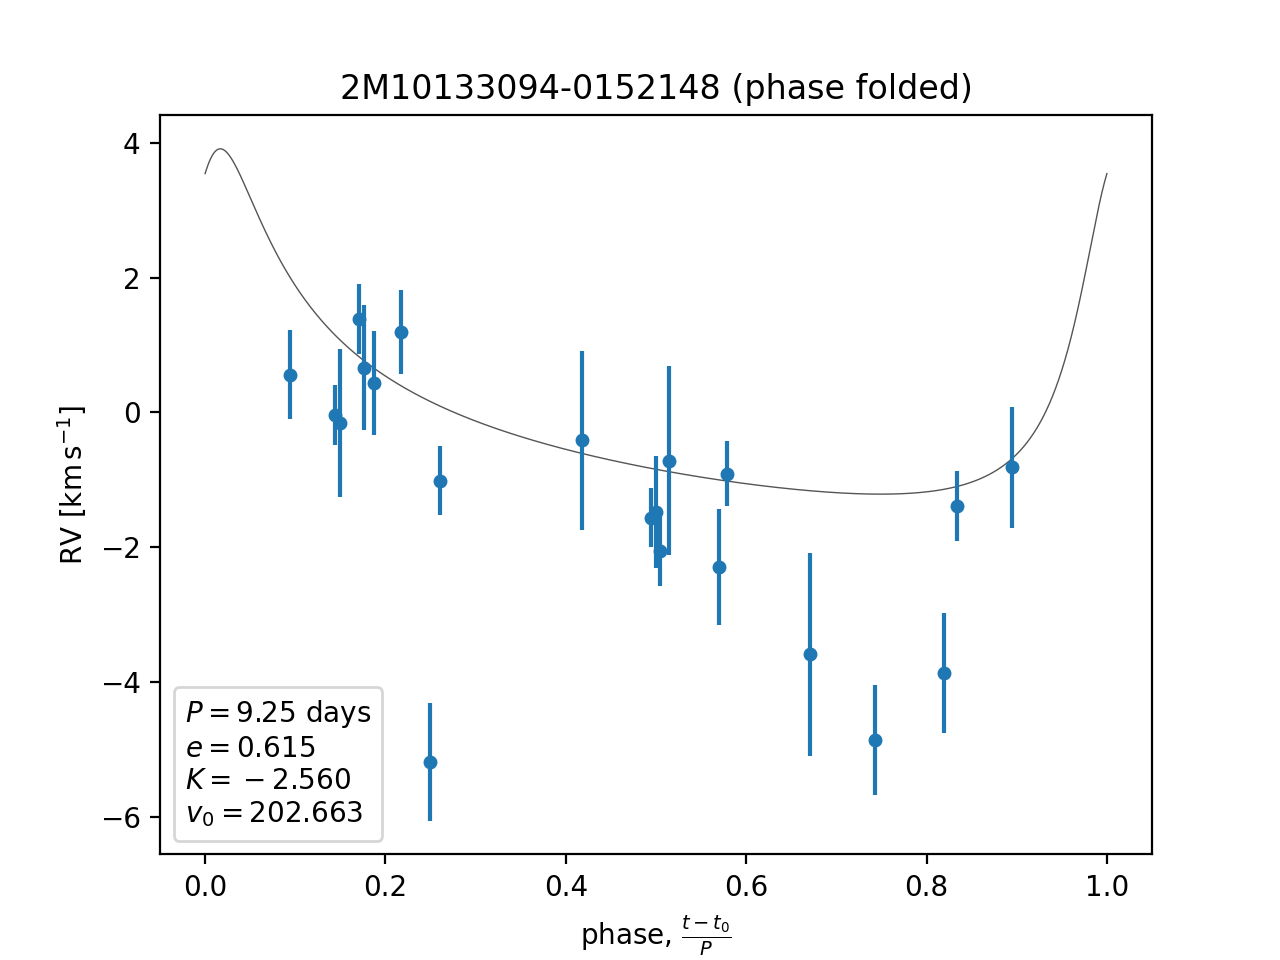 2M10133094-0152148 (phase folded)
RV [km s⁻¹]
4
2
0
−2
−4
−6
P = 9.25 days
e = 0.615
K = −2.560
v₀ = 202.663
0.0 0.2 0.4 0.6 0.8 1.0
phase, (t − t₀)/P